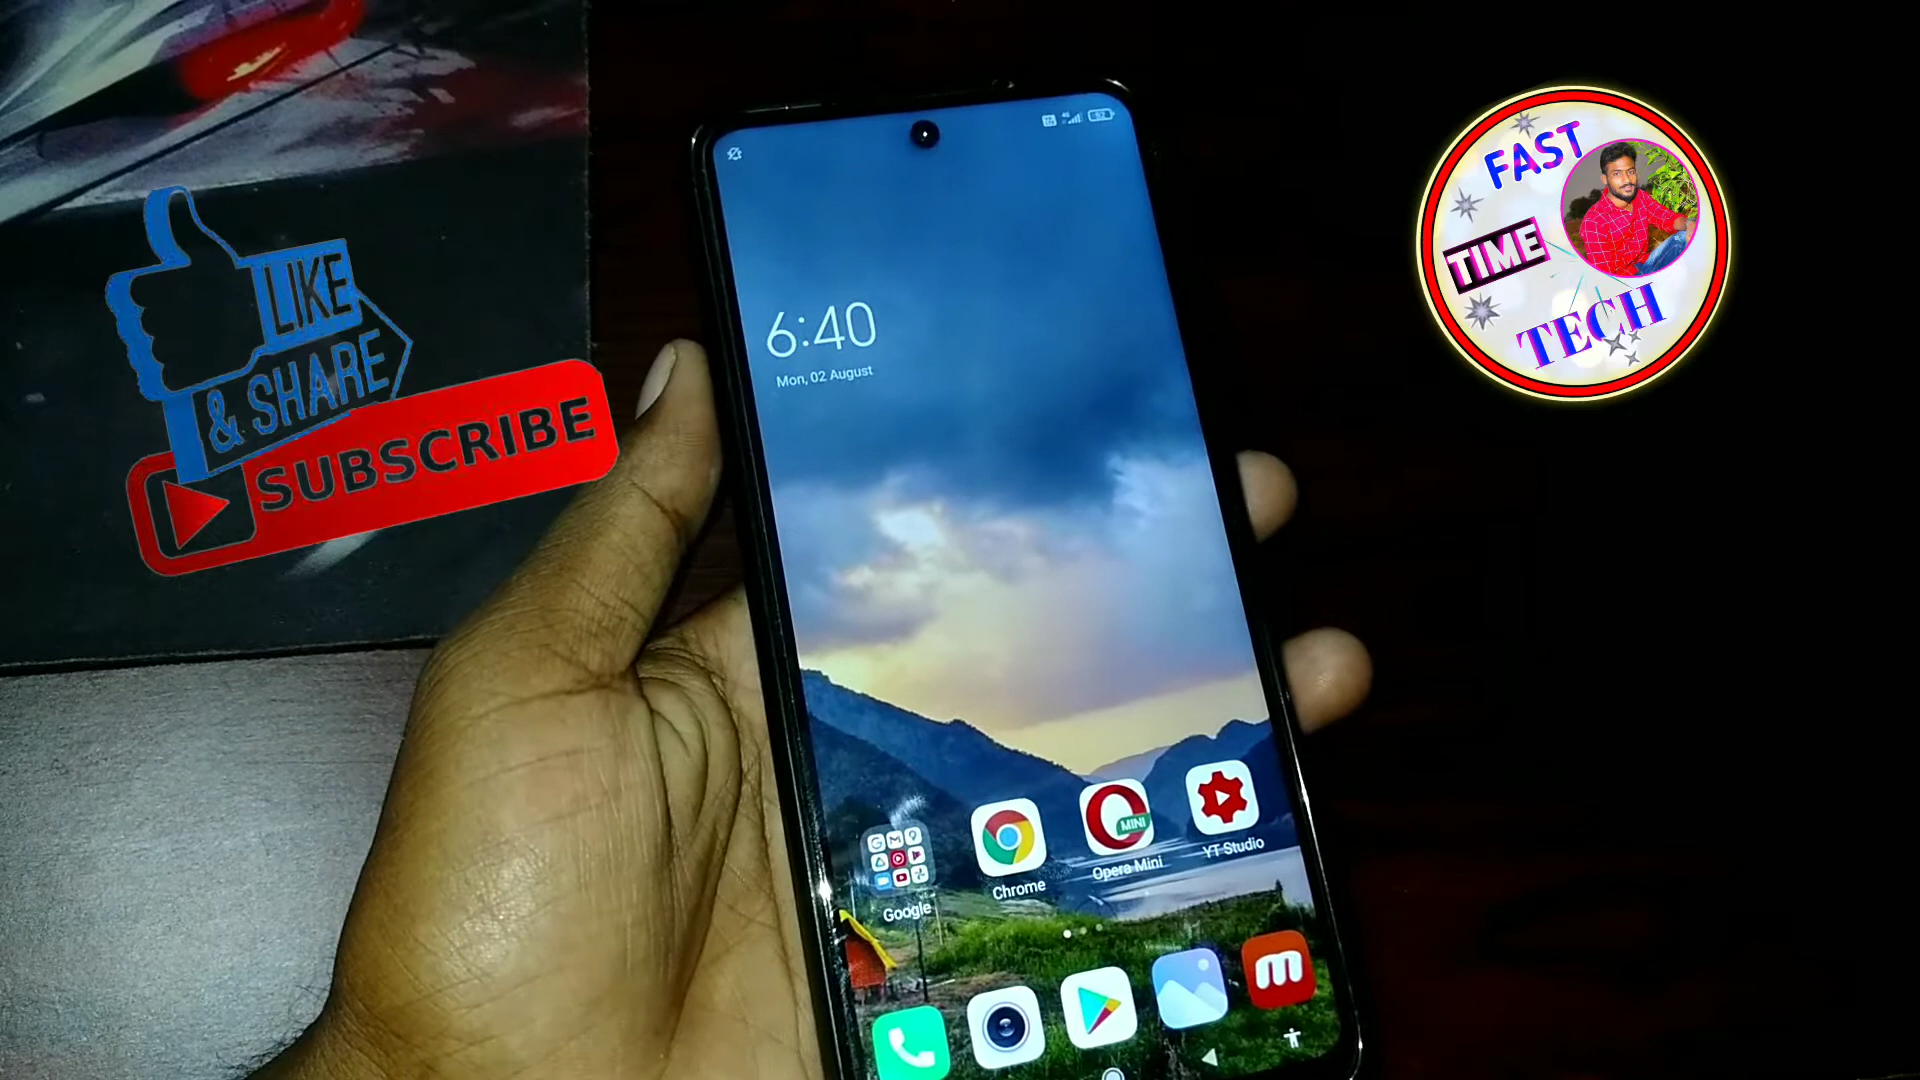 LIKE
& SHARE
SUBSCRIBE
FAST
TIME
TECH
6:40
Mon, 02 August
Google
Chrome
Opera Mini
MINI
YT Studio